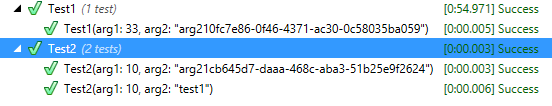 Test1 (1 test) [0:54.971] Success
Test1(arg1: 33, arg2: "arg210fc7e86-0f46-4371-ac30-0c58035ba059") [0:00.005] Success
Test2 (2 tests) [0:00.003] Success
Test2(arg1: 10, arg2: "arg21cb645d7-daaa-468c-aba3-51b25e9f2624") [0:00.003] Success
Test2(arg1: 10, arg2: "test1") [0:00.006] Success